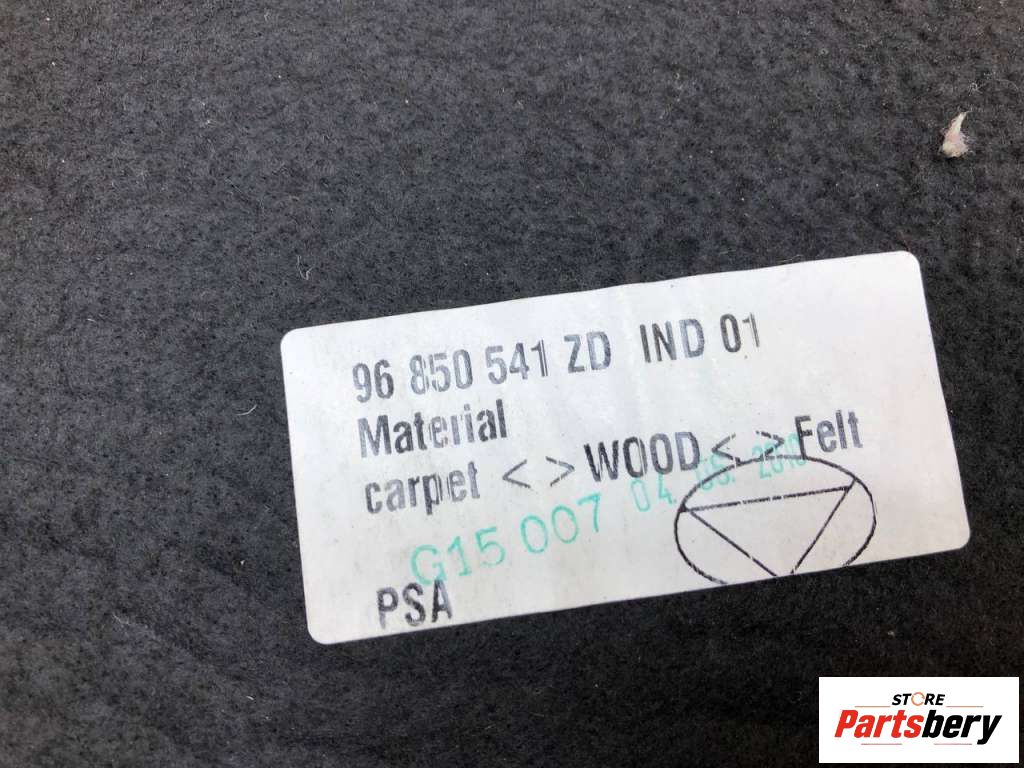 96 850 541 ZD IND 01
Material
carpet < > WOOD < > Felt
G15 007 04.
PSA
STORE
Partsbery